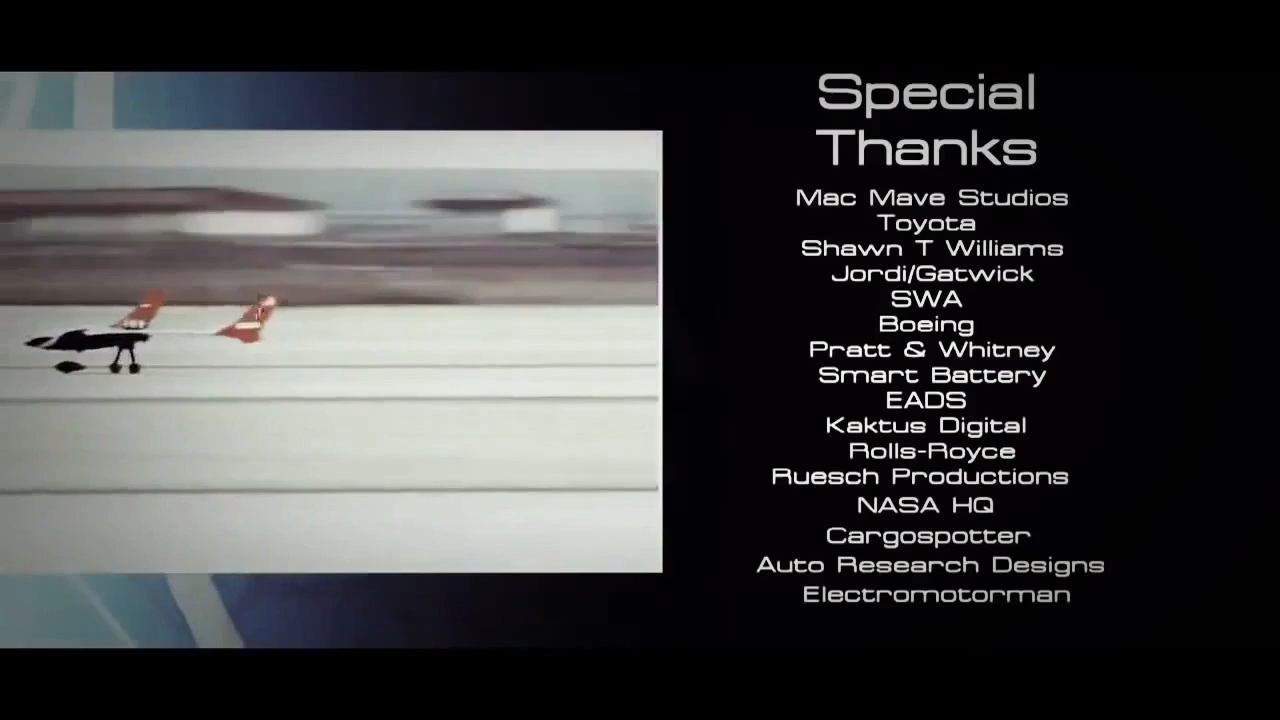 Special
Thanks
Mac Mave Studios
Toyota
Shawn T Williams
Jordi/Gatwick
SWA
Boeing
Pratt & Whitney
Smart Battery
EADS
Kaktus Digital
Rolls-Royce
Ruesch Productions
NASA HQ
Cargospotter
Auto Research Designs
Electromotorman